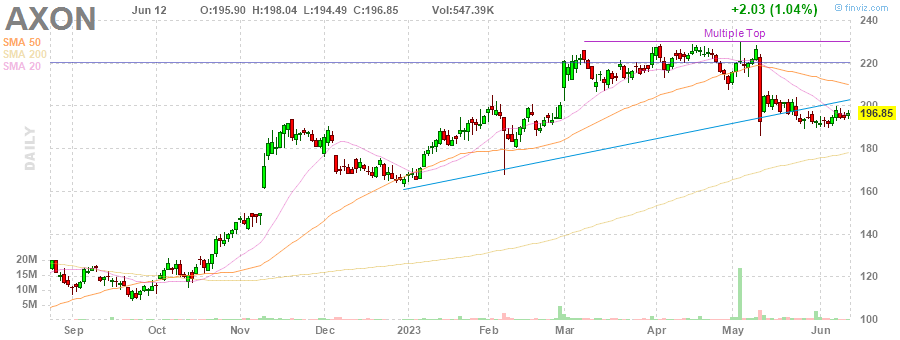 AXON
Jun 12 O:195.90 H:198.04 L:194.49 C:196.85 Vol:547.39K +2.03 (1.04%)
© finviz.com
SMA 50
SMA 200
SMA 20
Multiple Top
DAILY
240
220
200
196.85
180
160
140
120
100
20M
15M
10M
5M
Sep Oct Nov Dec 2023 Feb Mar Apr May Jun